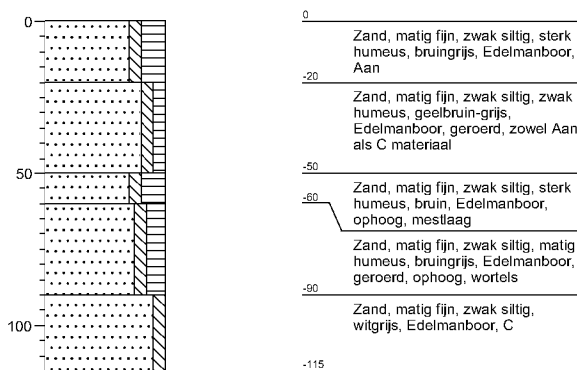 0
50
100
0
Zand, matig fijn, zwak siltig, sterk
humeus, bruingrijs, Edelmanboor,
Aan
-20
Zand, matig fijn, zwak siltig, zwak
humeus, geelbruin-grijs,
Edelmanboor, geroerd, zowel Aan
als C materiaal
-50
Zand, matig fijn, zwak siltig, sterk
humeus, bruin, Edelmanboor,
ophoog, mestlaag
-60
Zand, matig fijn, zwak siltig, matig
humeus, bruingrijs, Edelmanboor,
geroerd, ophoog, wortels
-90
Zand, matig fijn, zwak siltig,
witgrijs, Edelmanboor, C
-115